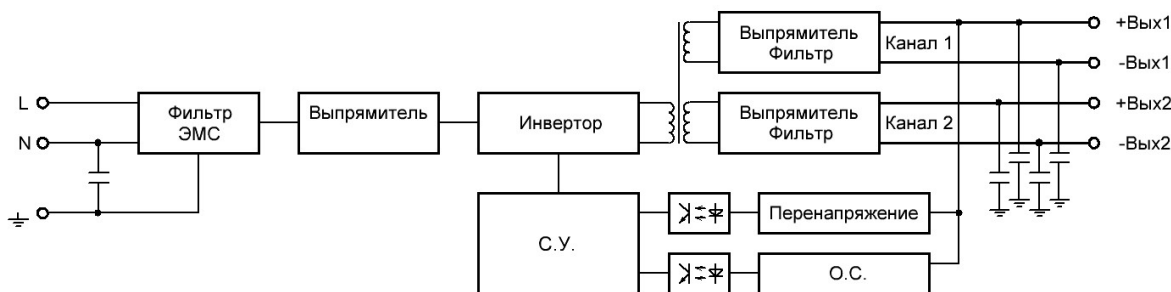 Выпрямитель
Фильтр
Канал 1
+Вых1
-Вых1
L
N
Фильтр
ЭМС
Выпрямитель
Инвертор
Выпрямитель
Фильтр
Канал 2
+Вых2
-Вых2
С.У.
Перенапряжение
О.С.